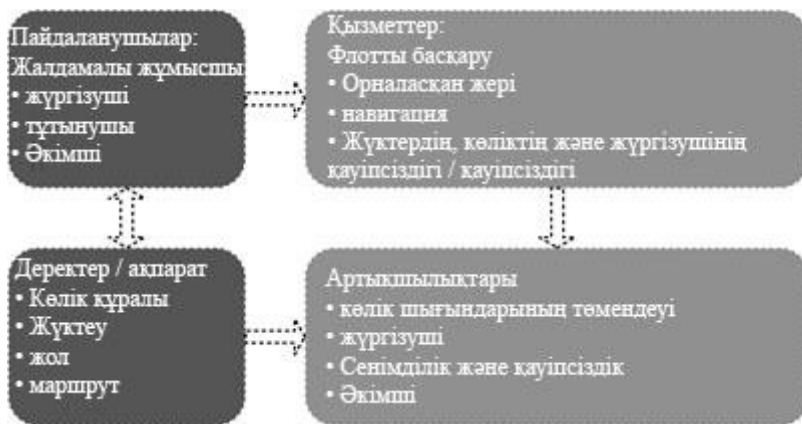 Пайдаланушылар:
Жалдамалы жұмысшы
• жүргізуші
• тұтынушы
• Әкімші
Қызметтер:
Флотты басқару
• Орналасқан жері
• навигация
• Жүктердің, көліктің және жүргізушінің
қауіпсіздігі / қауіпсіздігі
Деректер / ақпарат
• Көлік құралы
• Жүктеу
• жол
• маршрут
Артықшылықтары
• көлік шығындарының төмендеуі
• жүргізуші
• Сенімділік және қауіпсіздік
• Әкімші